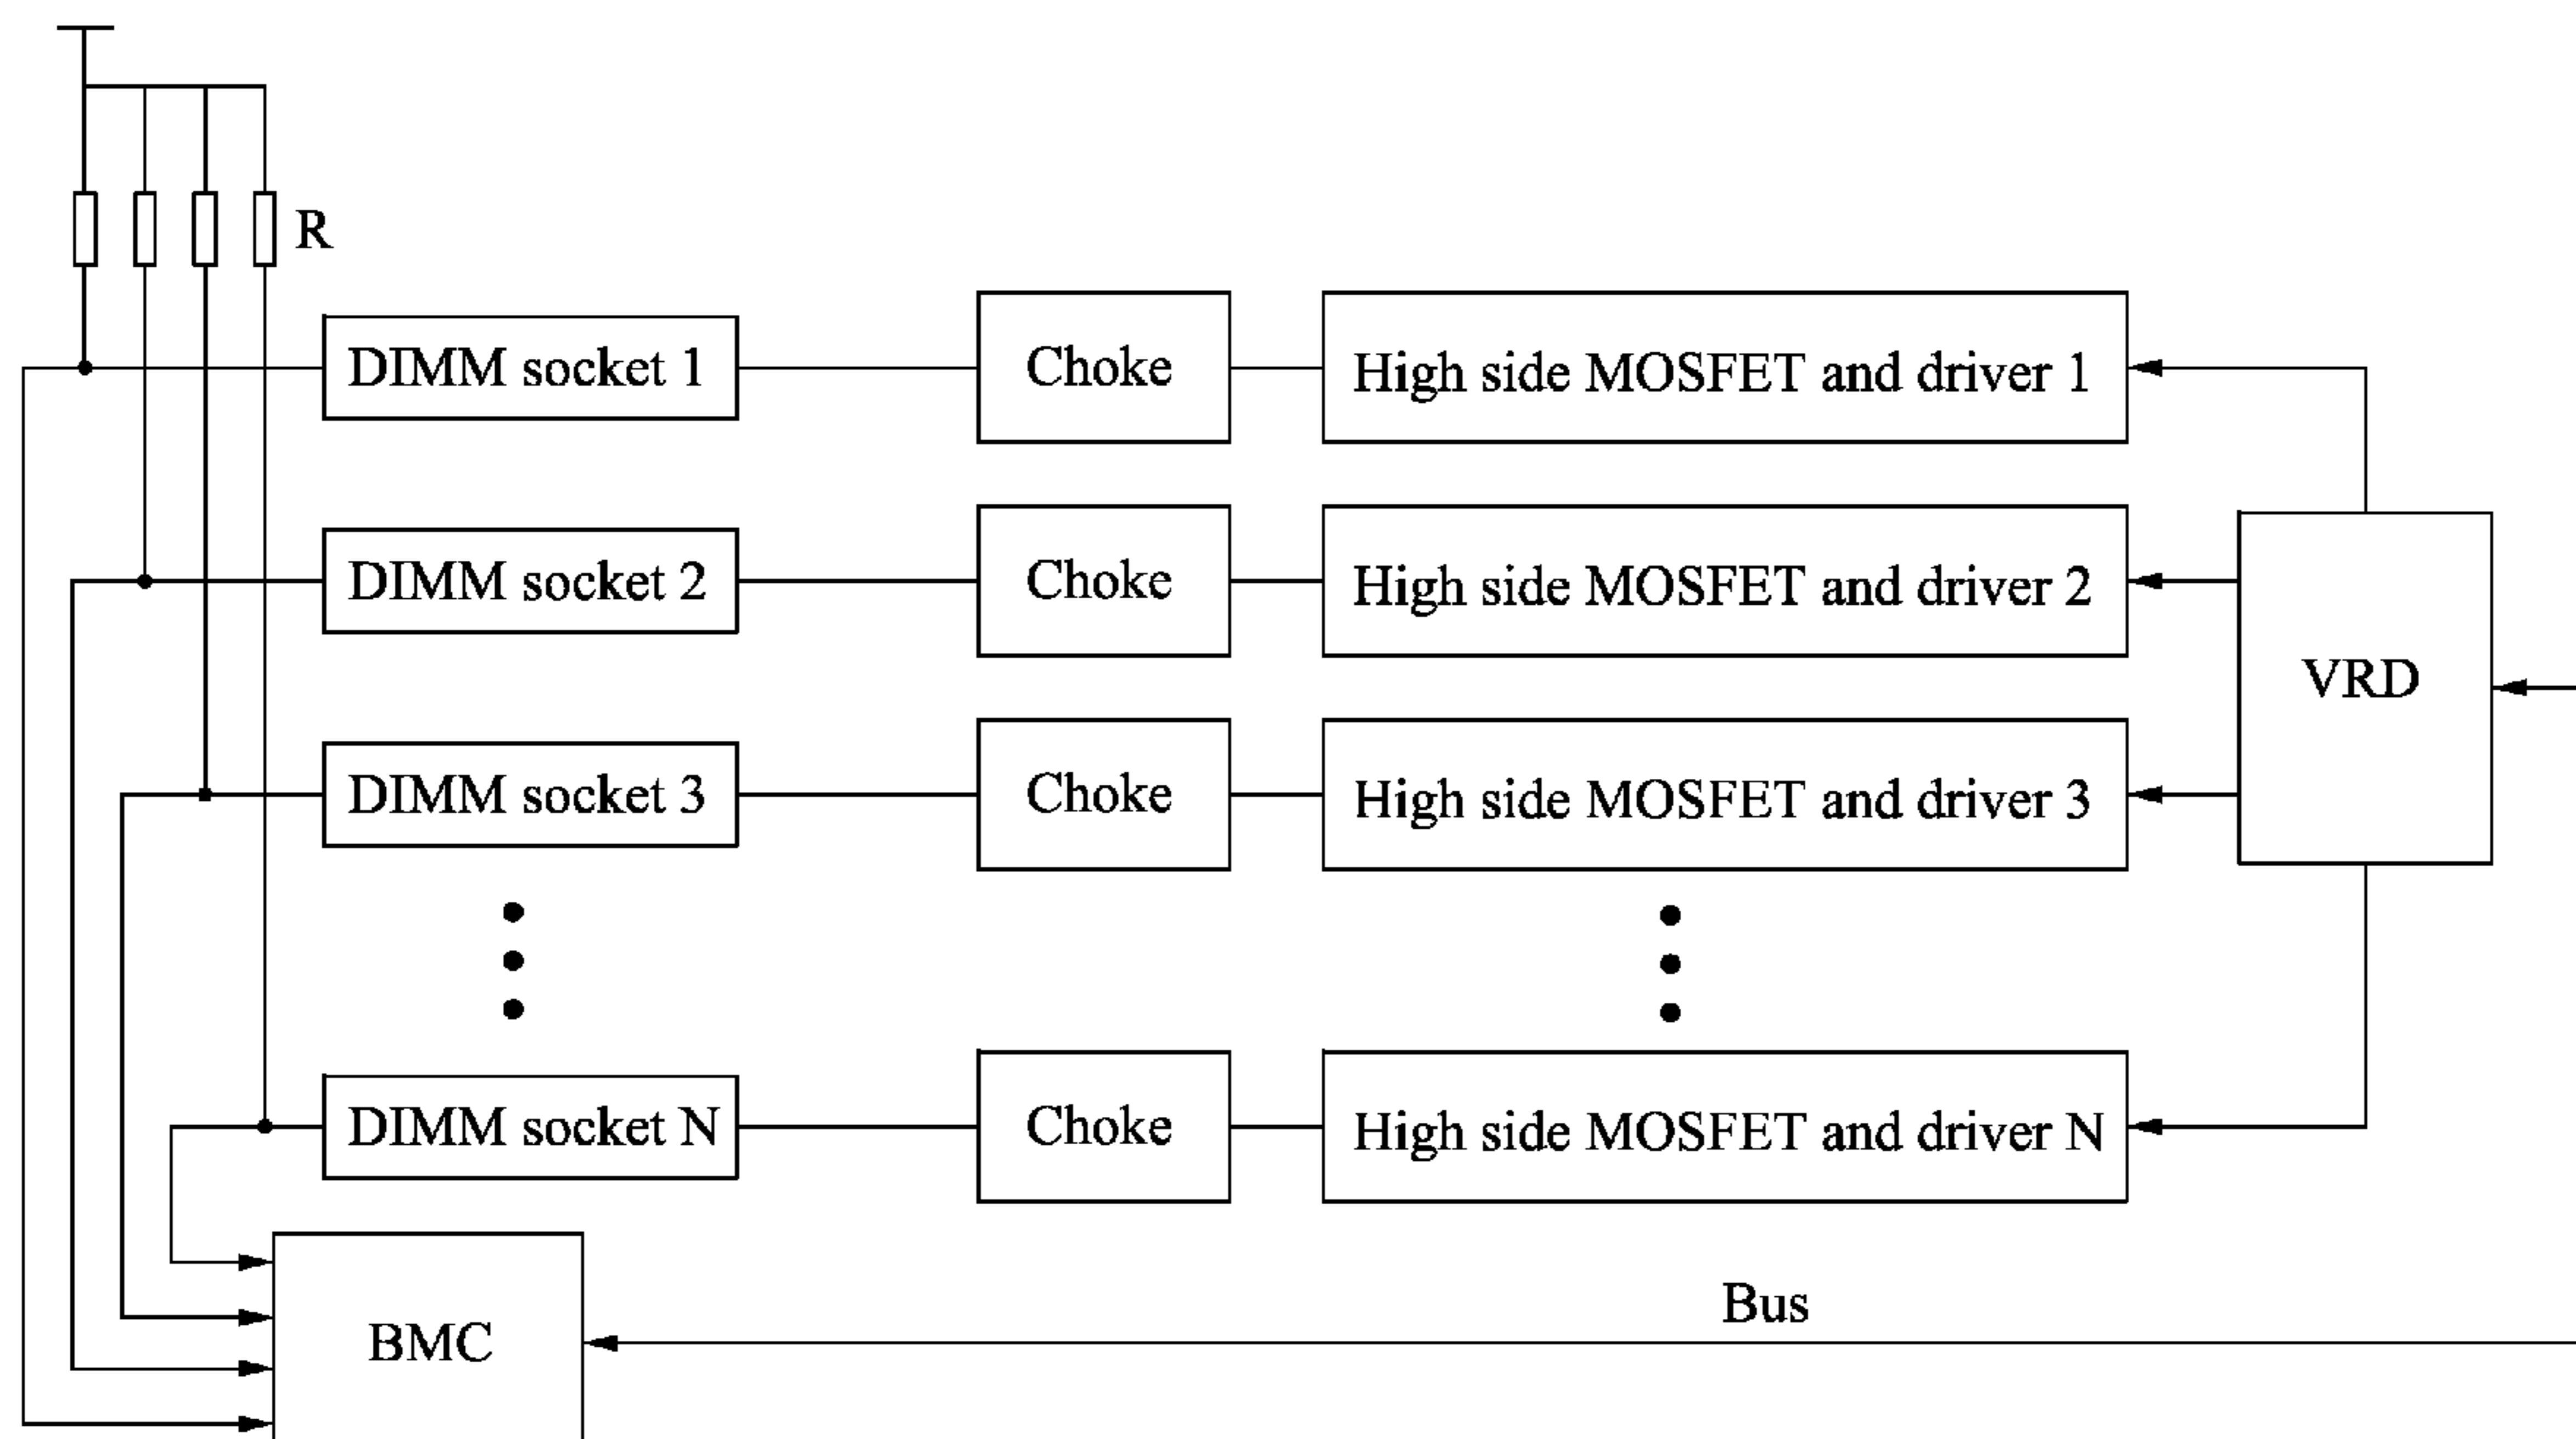 R
DIMM socket 1
Choke
High side MOSFET and driver 1
DIMM socket 2
Choke
High side MOSFET and driver 2
VRD
DIMM socket 3
Choke
High side MOSFET and driver 3
DIMM socket N
Choke
High side MOSFET and driver N
Bus
BMC